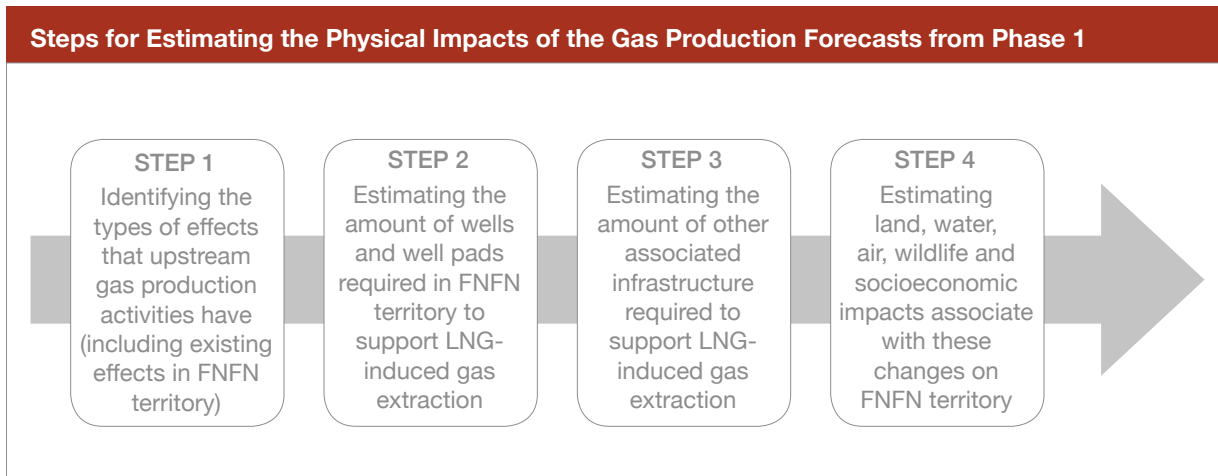 Steps for Estimating the Physical Impacts of the Gas Production Forecasts from Phase 1
STEP 1
Identifying the
types of effects
that upstream
gas production
activities have
(including existing
effects in FNFN
territory)
STEP 2
Estimating the
amount of wells
and well pads
required in FNFN
territory to
support LNG-
induced gas
extraction
STEP 3
Estimating the
amount of other
associated
infrastructure
required to
support LNG-
induced gas
extraction
STEP 4
Estimating
land, water,
air, wildlife and
socioeconomic
impacts associate
with these
changes on
FNFN territory